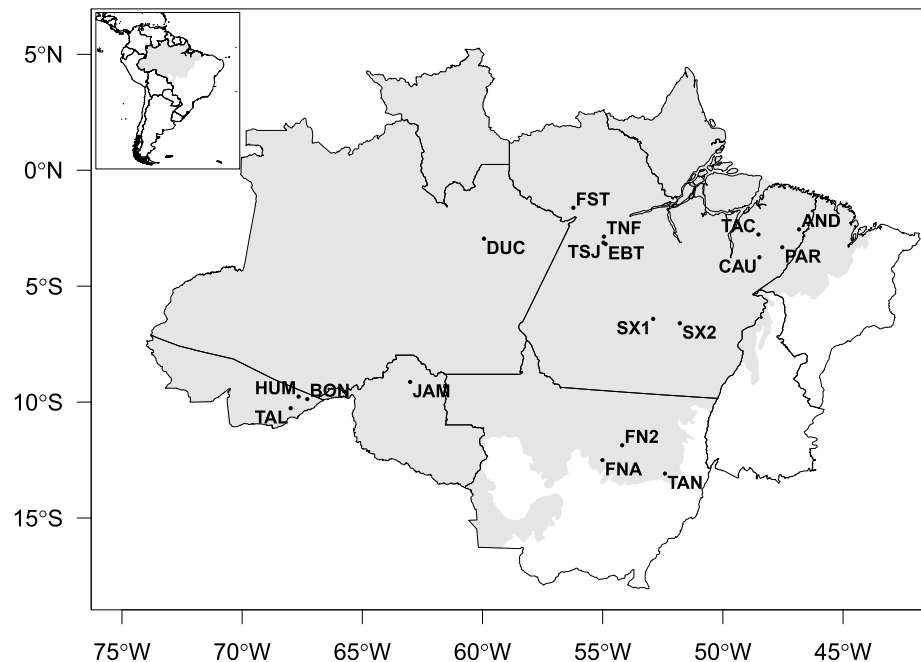 5°N
0°N
5°S
10°S
15°S
FST
TNF
TSJ
EBT
DUC
TAC
AND
CAU
PAR
SX1
SX2
HUM
BON
TAL
JAM
FN2
FNA
TAN
75°W 70°W 65°W 60°W 55°W 50°W 45°W